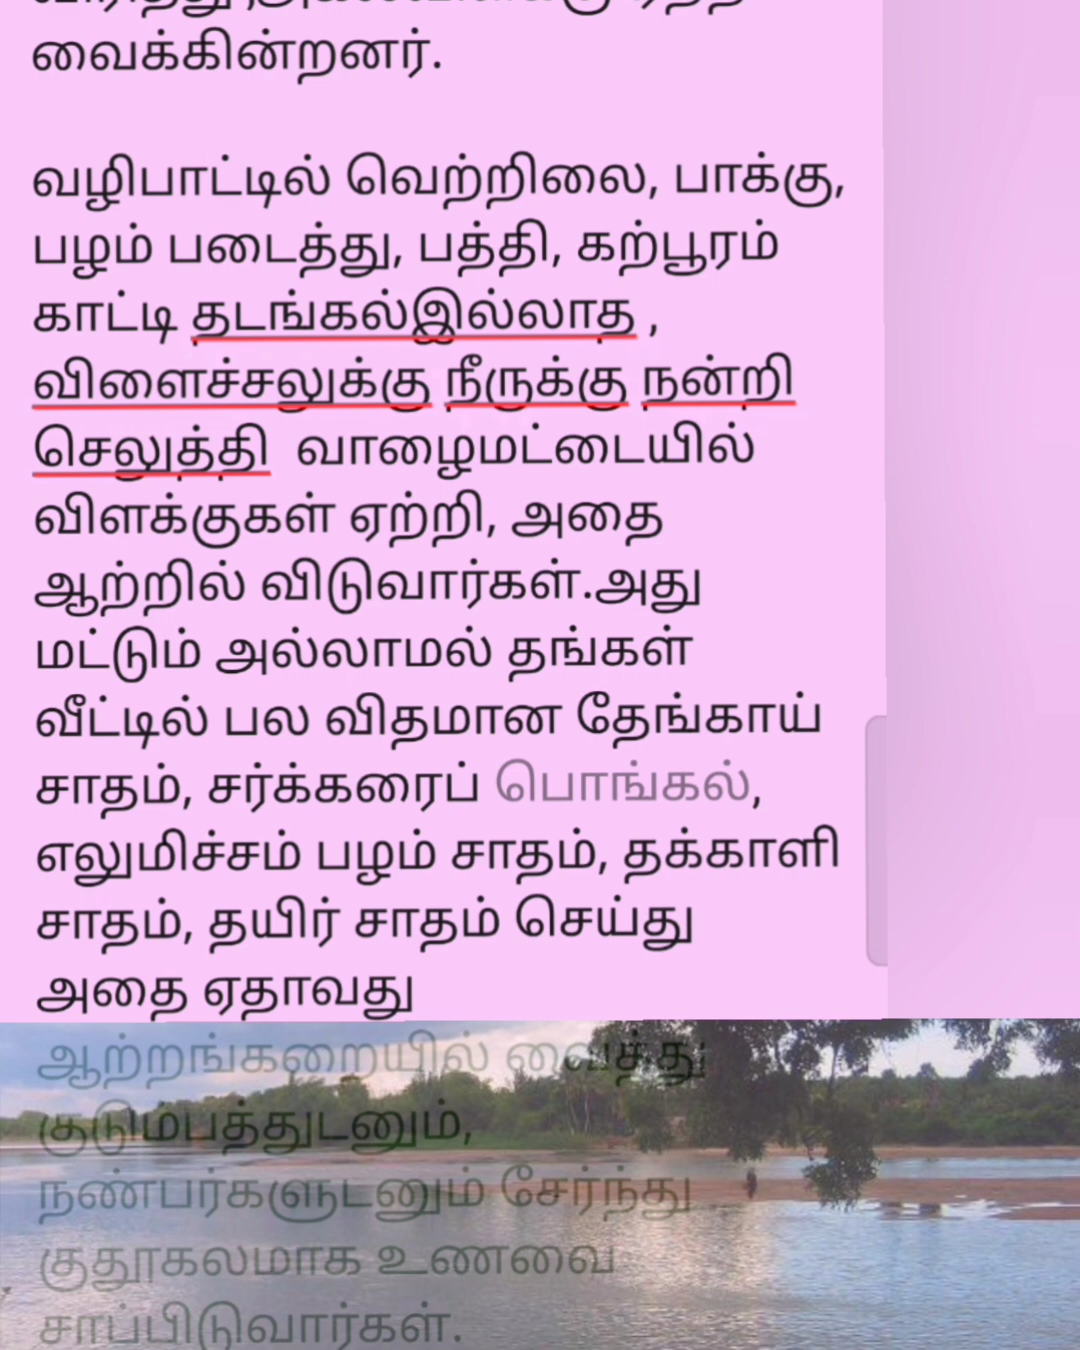 வைக்கின்றனர்.
வழிபாட்டில் வெற்றிலை, பாக்கு,
பழம் படைத்து, பத்தி, கற்பூரம்
காட்டி தடங்கல்இல்லாத ,
விளைச்சலுக்கு நீருக்கு நன்றி
செலுத்தி வாழைமட்டையில்
விளக்குகள் ஏற்றி, அதை
ஆற்றில் விடுவார்கள்.அது
மட்டும் அல்லாமல் தங்கள்
வீட்டில் பல விதமான தேங்காய்
சாதம், சர்க்கரைப் பொங்கல்,
எலுமிச்சம் பழம் சாதம், தக்காளி
சாதம், தயிர் சாதம் செய்து
அதை ஏதாவது
ஆற்றங்கறையில் வைத்து
குடும்பத்துடனும்,
நண்பர்களுடனும் சேர்ந்து
குதூகலமாக உணவை
சாப்பிடுவார்கள்.